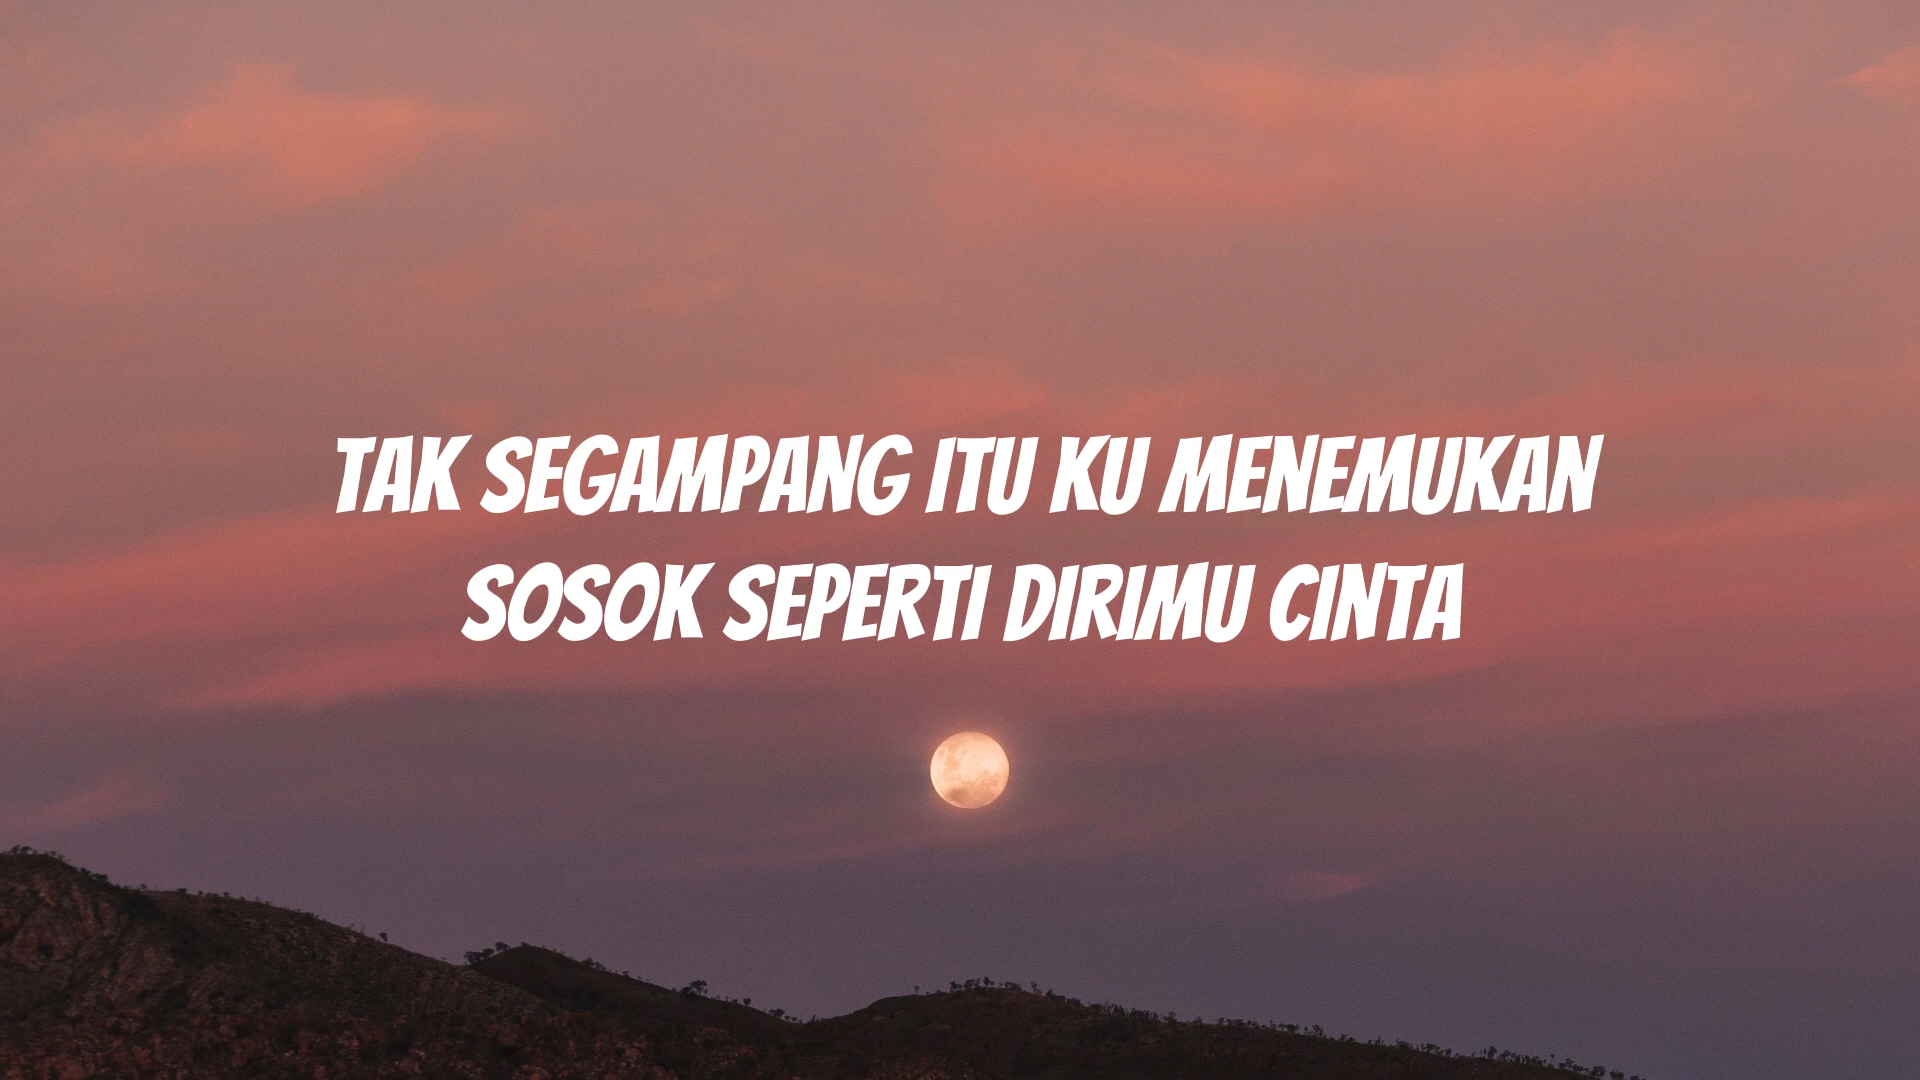 TAK SEGAMPANG ITU KU MENEMUKAN
SOSOK SEPERTI DIRIMU CINTA